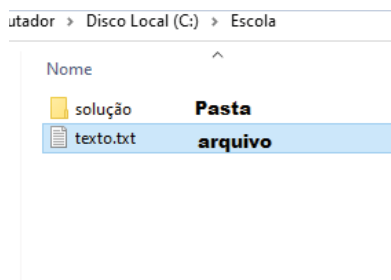 utador > Disco Local (C:) > Escola
Nome
solução Pasta
texto.txt arquivo